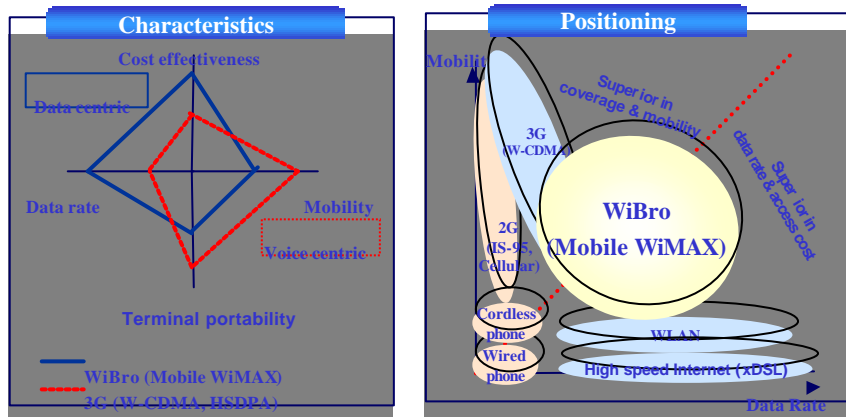 Characteristics
Cost effectiveness
Data centric
Data rate
Mobility
Voice centric
Terminal portability
WiBro (Mobile WiMAX)
3G (W-CDMA, HSDPA)
Positioning
Mobilit
Superior in
coverage & mobility
3G
(W-CDMA)
Superior in
data rate & access cost
WiBro
(Mobile WiMAX)
2G
(IS-95,
Cellular)
Cordless
phone
WLAN
Wired
phone
High speed Internet (xDSL)
Data Rate